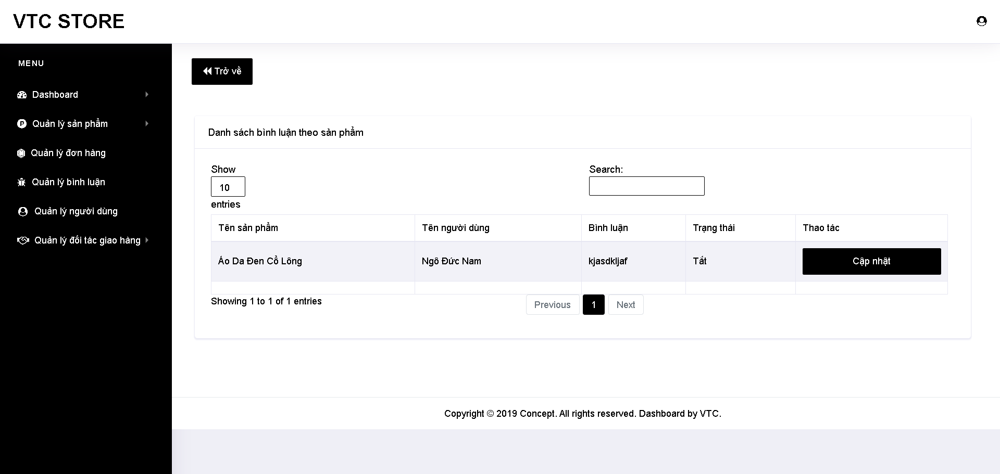 VTC STORE
MENU
Dashboard
Quản lý sản phẩm
Quản lý đơn hàng
Quản lý bình luận
Quản lý người dùng
Quản lý đối tác giao hàng
Trở về
Danh sách bình luận theo sản phẩm
Show
10
entries
Search:
Tên sản phẩm Tên người dùng Bình luận Trạng thái Thao tác
Áo Da Đen Cổ Lông Ngô Đức Nam kjasdkljaf Tắt Cập nhật
Showing 1 to 1 of 1 entries
Previous 1 Next
Copyright © 2019 Concept. All rights reserved. Dashboard by VTC.